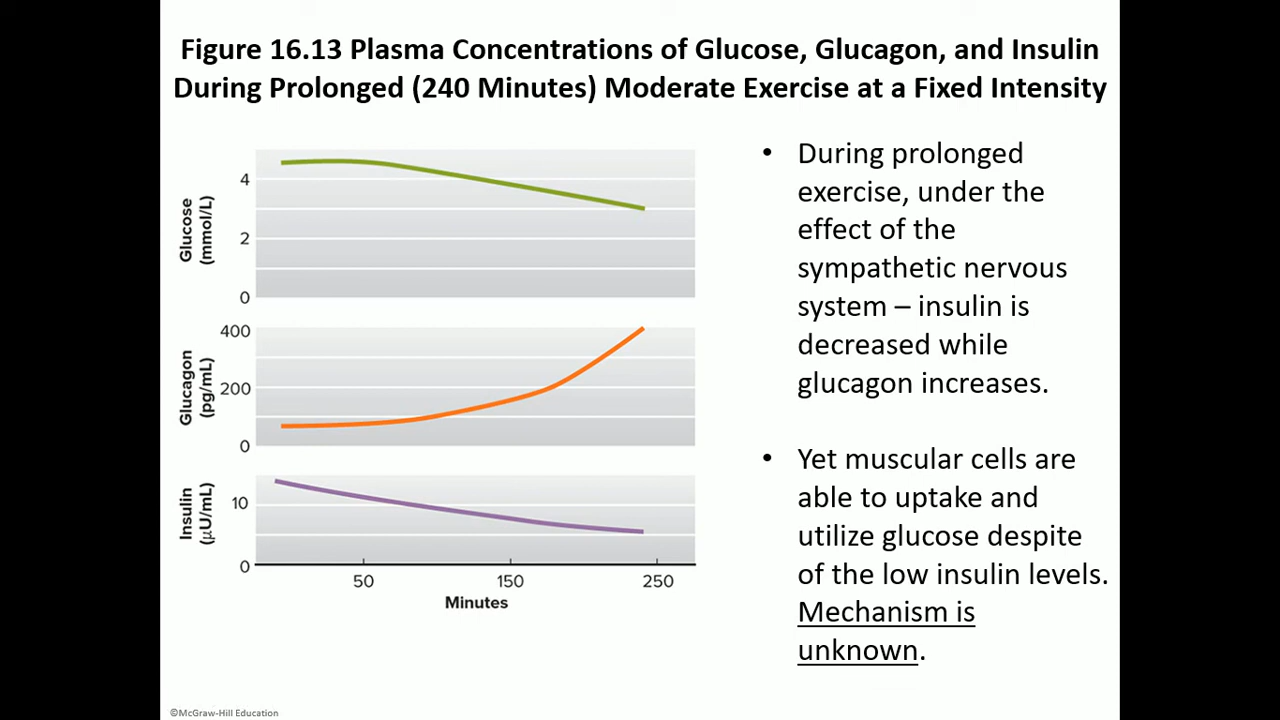 Figure 16.13 Plasma Concentrations of Glucose, Glucagon, and Insulin
During Prolonged (240 Minutes) Moderate Exercise at a Fixed Intensity
Glucose
(mmol/L)
4
2
0
Glucagon
(pg/mL)
400
200
0
Insulin
(µU/mL)
10
0
50
150
250
Minutes
• During prolonged
exercise, under the
effect of the
sympathetic nervous
system – insulin is
decreased while
glucagon increases.
• Yet muscular cells are
able to uptake and
utilize glucose despite
of the low insulin levels.
Mechanism is
unknown.
©McGraw-Hill Education